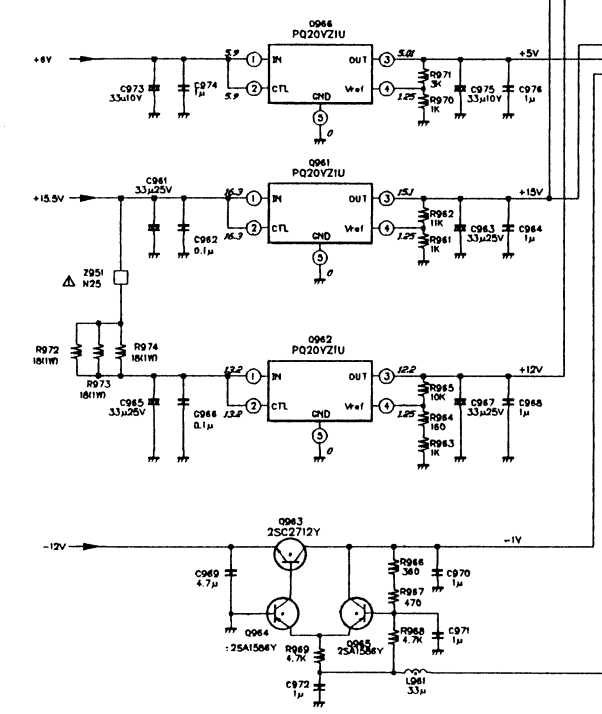 Q966
PQ20VZ1U
+6V
5.9
1
IN
OUT
3
5.01
+5V
R971
3K
C973
33μ10V
C974
1μ
5.9
2
CTL
Vref
4
1.25
R970
1K
C975
33μ10V
C976
1μ
GND
5
0
Q961
PQ20VZ1U
C961
33μ25V
+15.5V
16.3
1
IN
OUT
3
15.1
+15V
R962
11K
C962
0.1μ
16.3
2
CTL
Vref
4
1.25
R961
1K
C963
33μ25V
C964
1μ
GND
5
0
Z951
N25
Q962
PQ20VZ1U
R972
18(1W)
R974
18(1W)
R973
18(1W)
13.2
1
IN
OUT
3
12.2
+12V
R965
10K
C965
33μ25V
C966
0.1μ
13.2
2
CTL
Vref
4
1.25
R964
160
C967
33μ25V
C968
1μ
GND
5
0
R963
1K
Q963
2SC2712Y
-12V
-1V
C969
4.7μ
R966
360
C970
1μ
R967
470
Q964
:2SA1586Y
Q965
2SA1586Y
R968
4.7K
C971
1μ
R969
4.7K
C972
1μ
L961
33μ